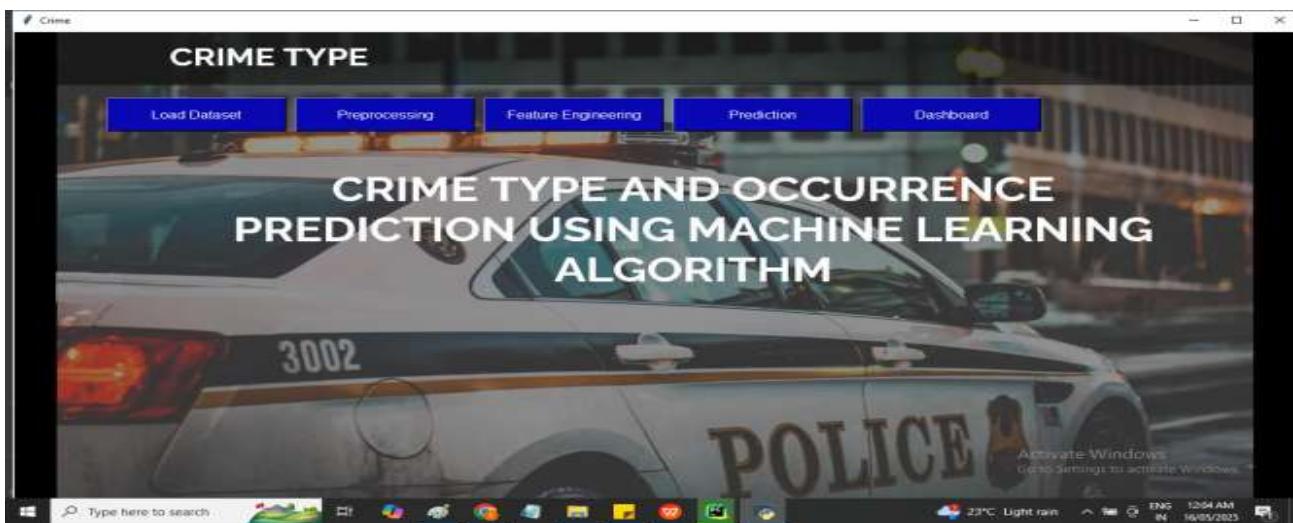 Crime
CRIME TYPE
Load Dataset Preprocessing Feature Engineering Prediction Dashboard
CRIME TYPE AND OCCURRENCE
PREDICTION USING MACHINE LEARNING
ALGORITHM
3002
POLICE
Activate Windows
Go to Settings to activate Windows.
Type here to search
23°C Light rain
ENG
IN
12:04 AM
16/05/2025